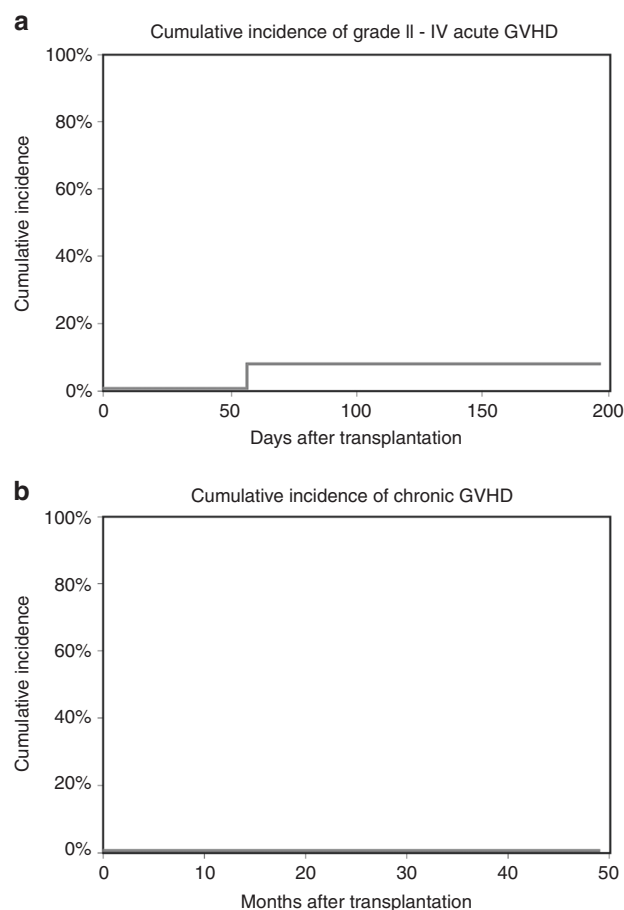 a
Cumulative incidence of grade II - IV acute GVHD
100%
80%
60%
40%
20%
0%
Cumulative incidence
0 50 100 150 200
Days after transplantation
b
Cumulative incidence of chronic GVHD
100%
80%
60%
40%
20%
0%
Cumulative incidence
0 10 20 30 40 50
Months after transplantation